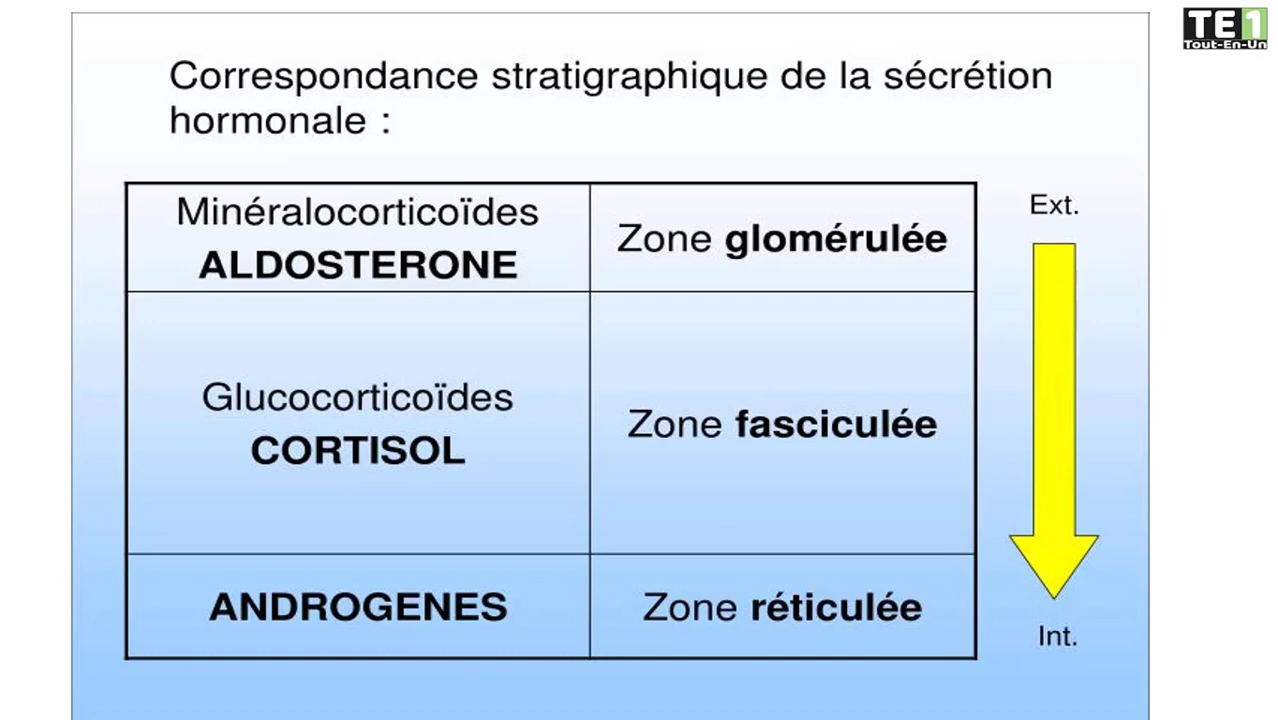 TE1
Tout-En-Un
Correspondance stratigraphique de la sécrétion
hormonale :
Minéralocorticoïdes
ALDOSTERONE
Zone glomérulée
Ext.
Glucocorticoïdes
CORTISOL
Zone fasciculée
ANDROGENES
Zone réticulée
Int.